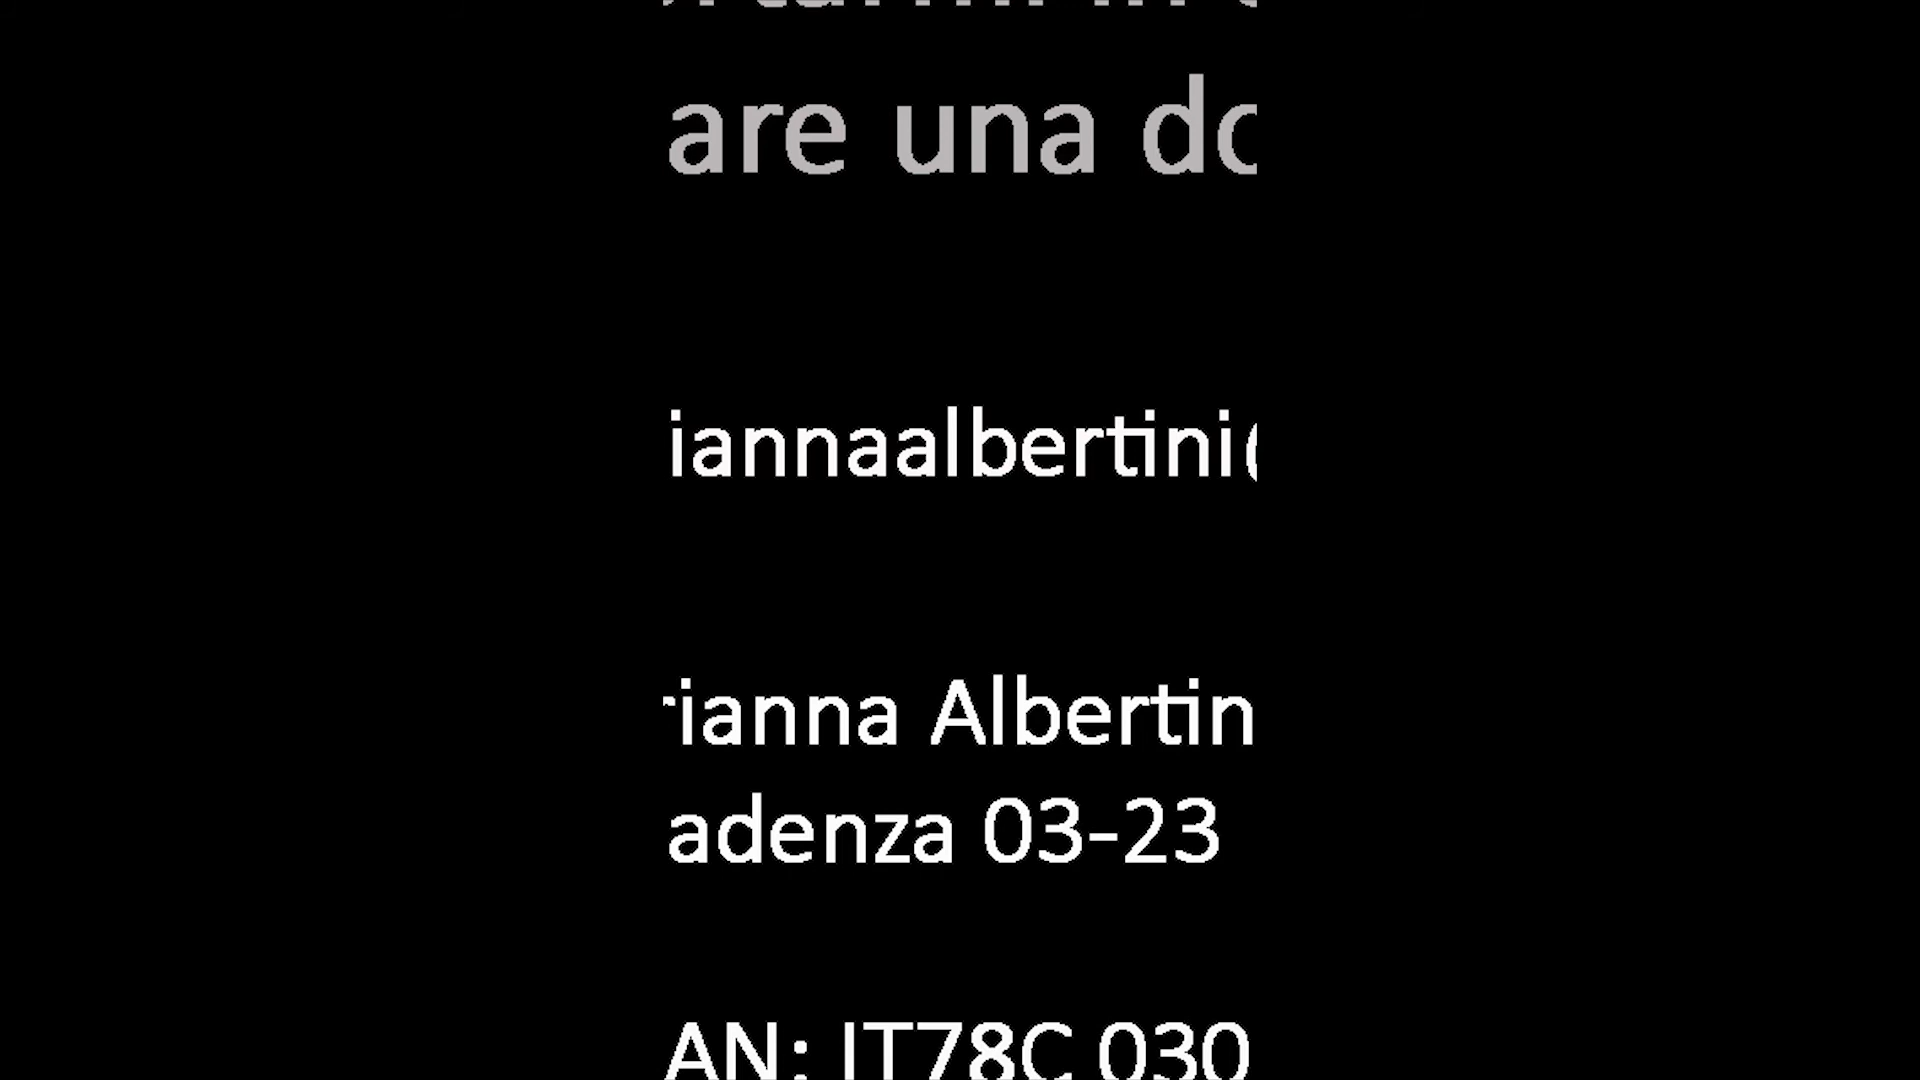 are una do
iannaalbertini
rianna Albertin
adenza 03-23
AN: IT78C 030